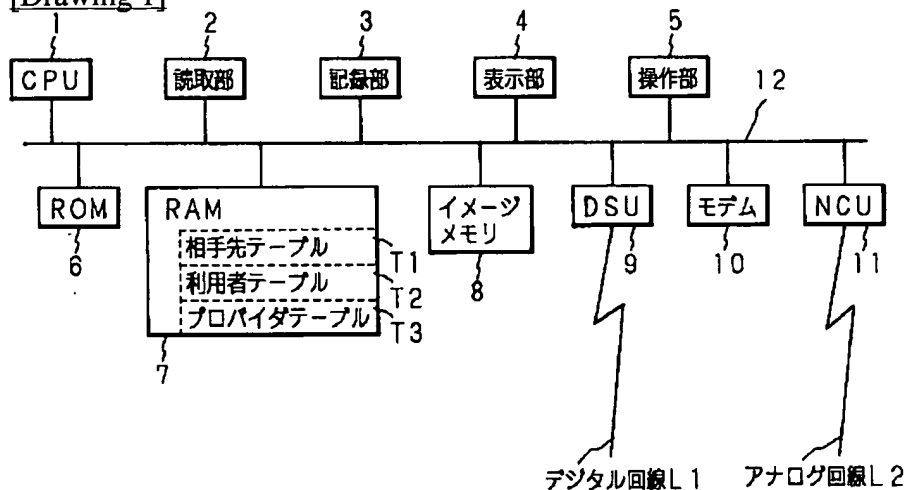 [Drawing 1]
1
2
3
4
5
CPU
読取部
記録部
表示部
操作部
12
ROM
RAM
相手先テーブル
T1
利用者テーブル
T2
プロバイダテーブル
T3
イメージ
メモリ
DSU
モデム
NCU
6
7
8
9
10
11
デジタル回線L1
アナログ回線L2